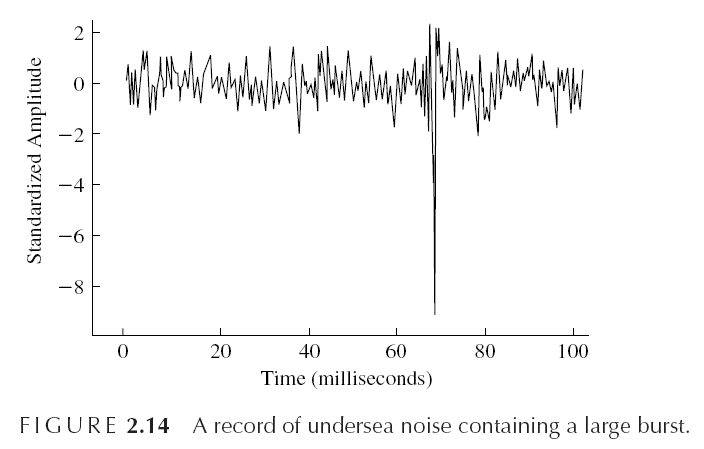 2
0
−2
−4
−6
−8
Standardized Amplitude
0 20 40 60 80 100
Time (milliseconds)
FIGURE 2.14 A record of undersea noise containing a large burst.